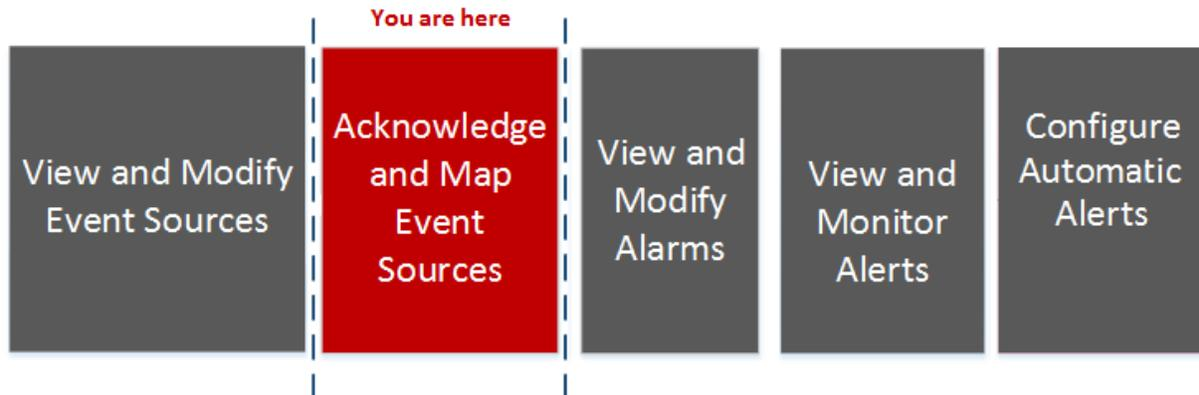 You are here
View and Modify
Event Sources
Acknowledge
and Map
Event
Sources
View and
Modify
Alarms
View and
Monitor
Alerts
Configure
Automatic
Alerts